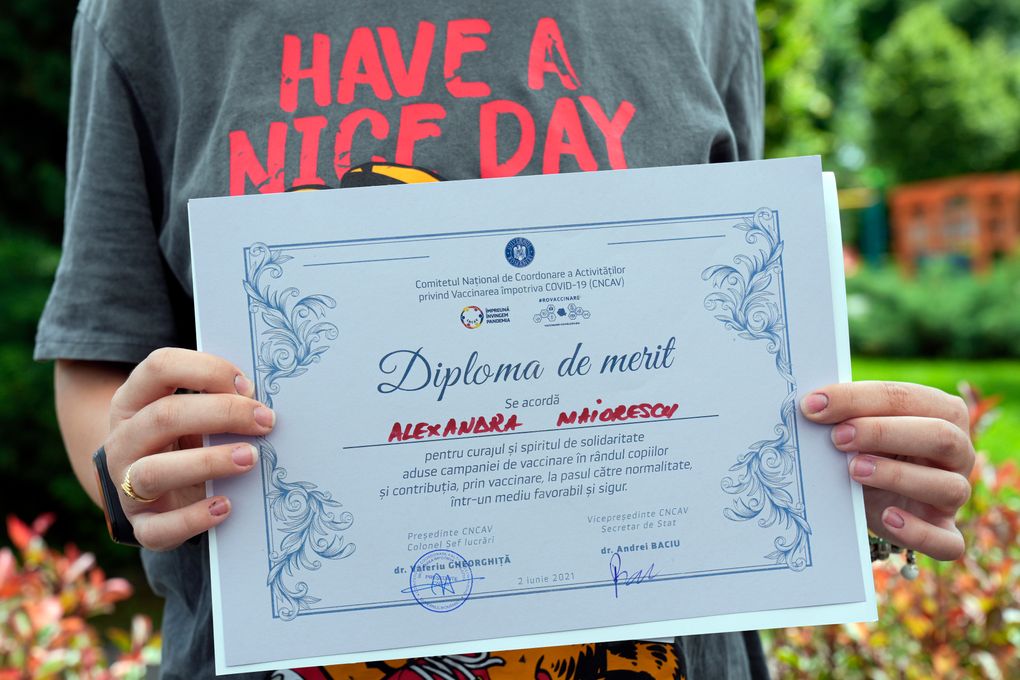 HAVE A
NICE DAY
Comitetul Național de Coordonare a Activităților
privind Vaccinarea împotriva COVID-19 (CNCAV)
ÎMPREUNĂ
ÎNVINGEM
PANDEMIA
#ROVACCINARE
Diploma de merit
Se acordă
ALEXANDRA MAIORESCU
pentru curajul și spiritul de solidaritate
aduse campaniei de vaccinare în rândul copiilor
și contribuția, prin vaccinare, la pasul către normalitate,
într-un mediu favorabil și sigur.
Președinte CNCAV
Colonel Șef lucrări
dr. Valeriu GHEORGHIȚĂ
2 iunie 2021
Vicepreședinte CNCAV
Secretar de Stat
dr. Andrei BACIU